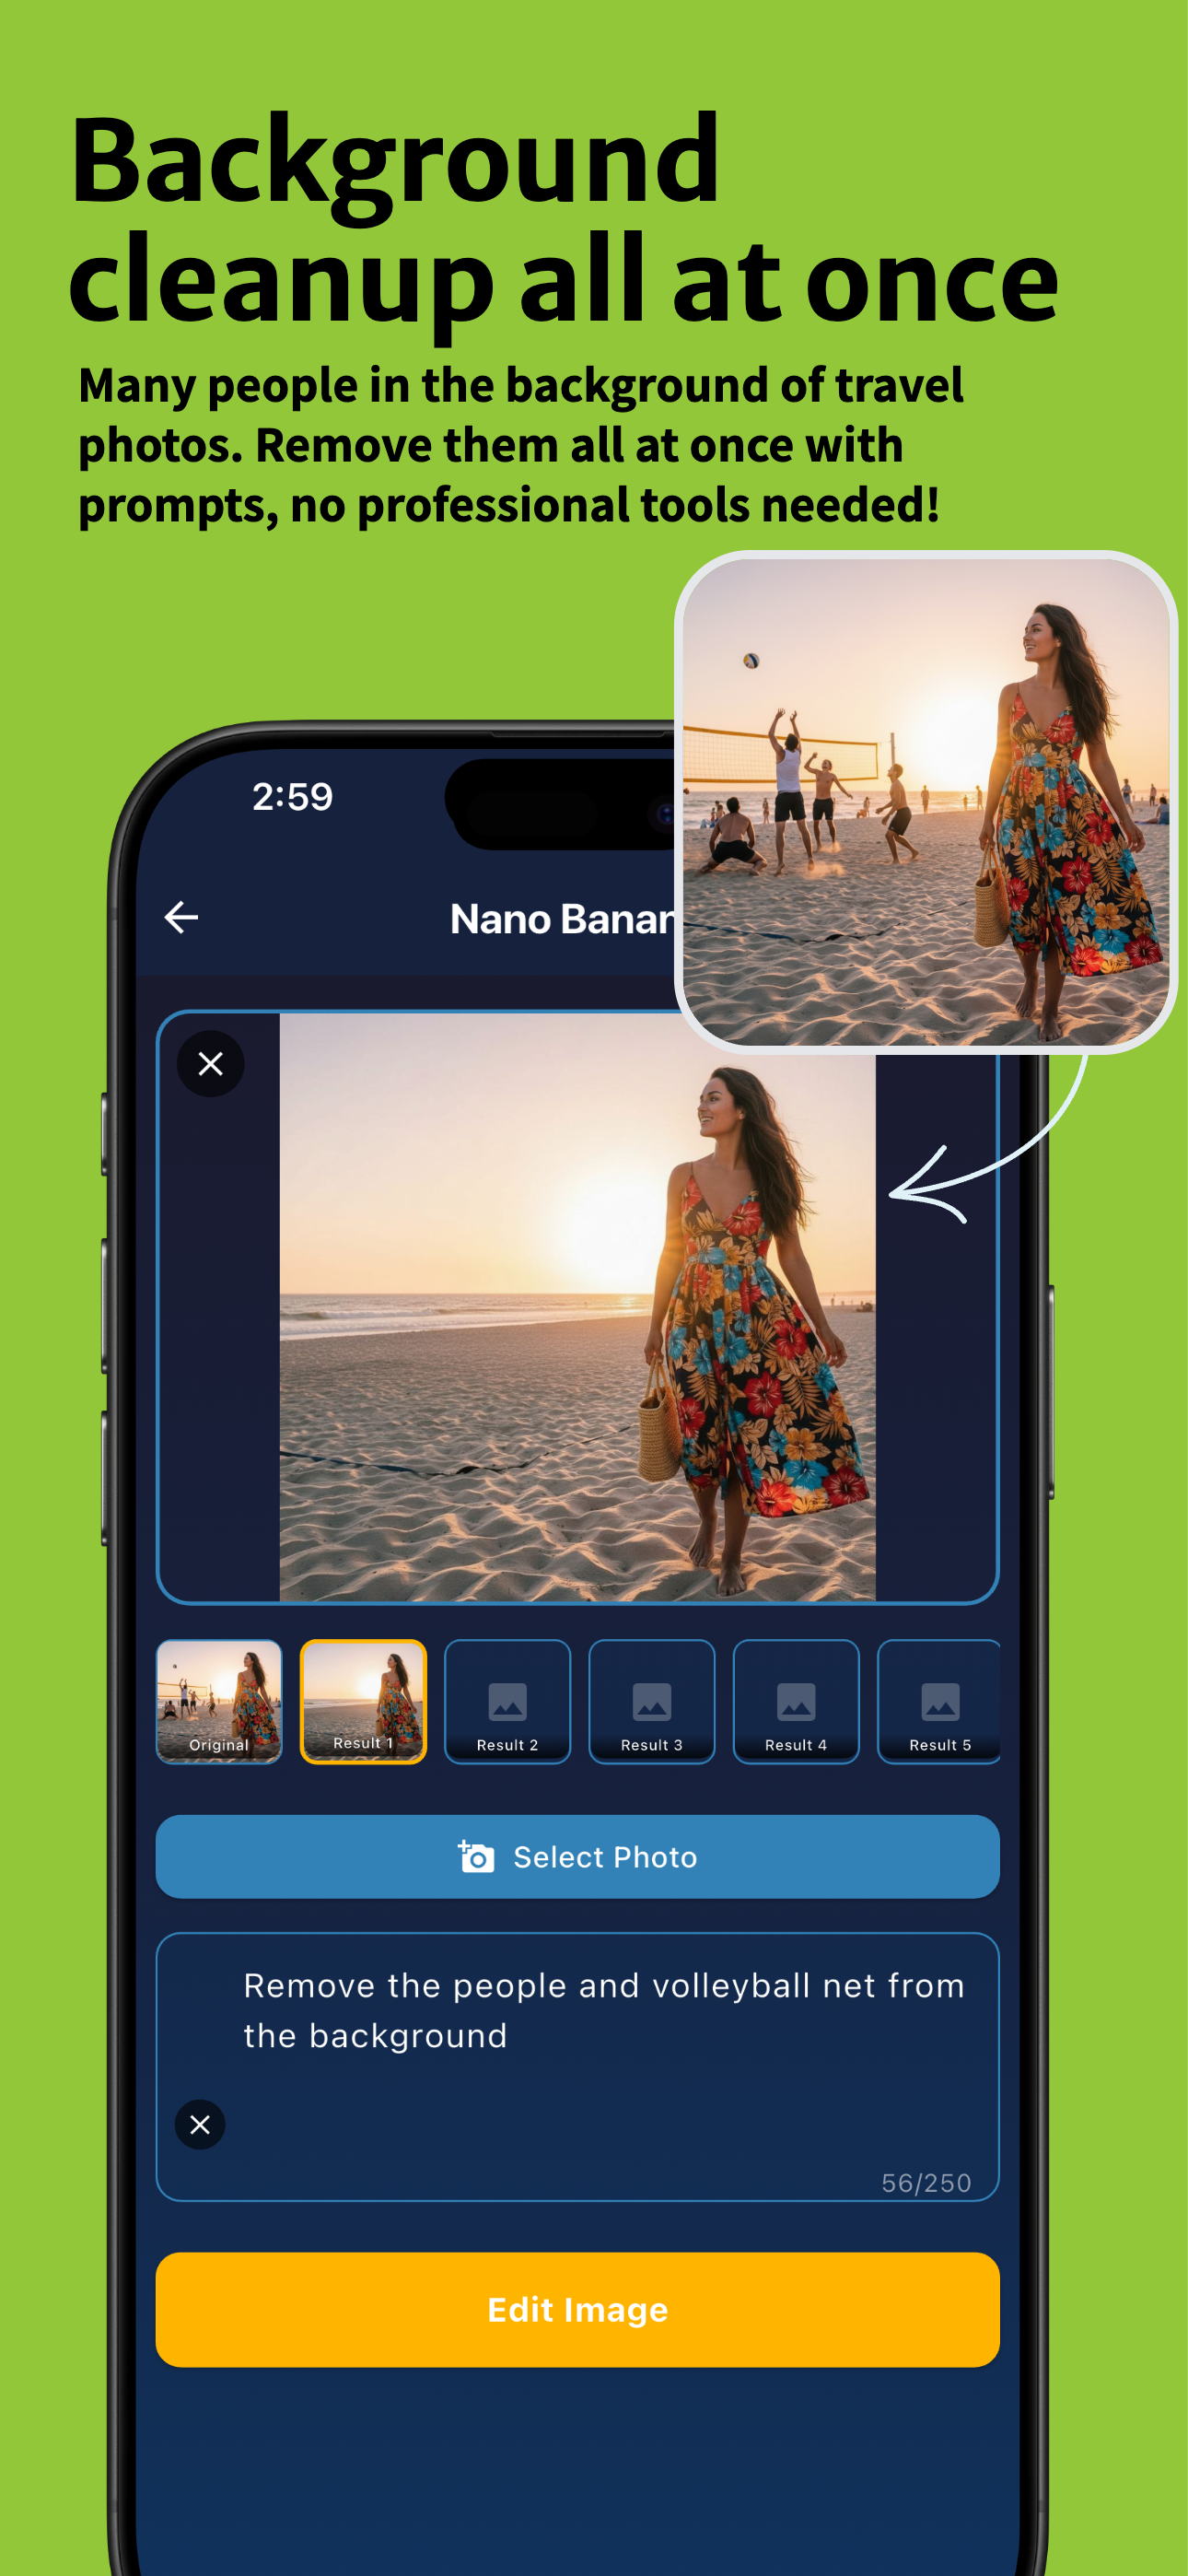 Background
cleanup all at once
Many people in the background of travel
photos. Remove them all at once with
prompts, no professional tools needed!
2:59
Nano Banan
Original
Result 1
Result 2
Result 3
Result 4
Result 5
Select Photo
Remove the people and volleyball net from
the background
56/250
Edit Image